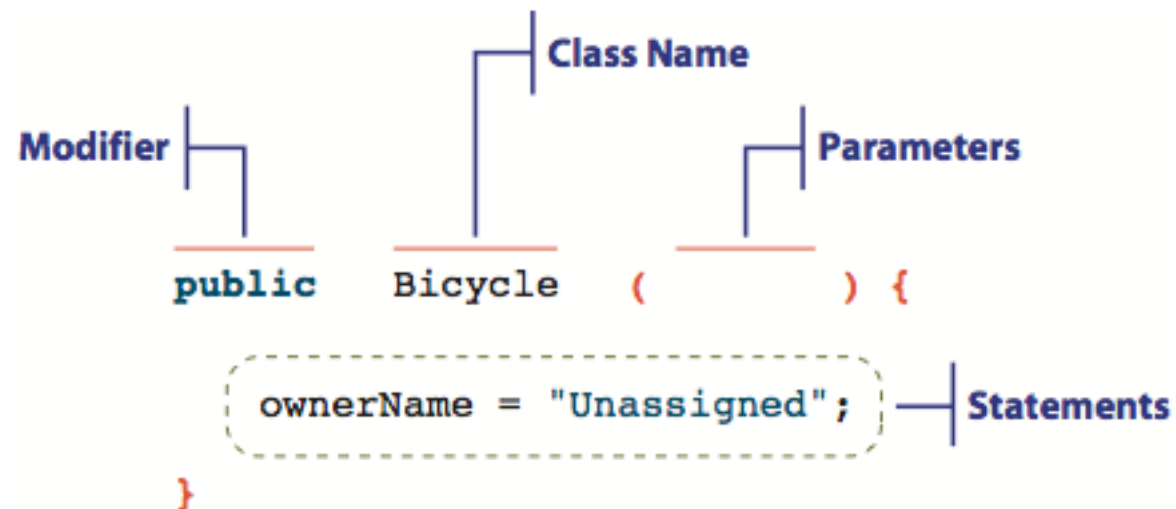 Class Name
Modifier
Parameters
public Bicycle ( ) {
ownerName = "Unassigned";
Statements
}